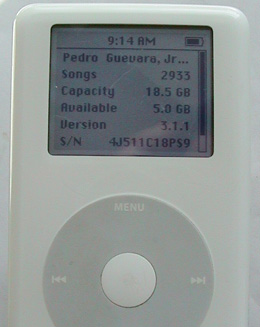 9:14 AM
Pedro Guevara, Jr...
Songs 2933
Capacity 18.5 GB
Available 5.0 GB
Version 3.1.1
S/N 4J511C18PS9
MENU